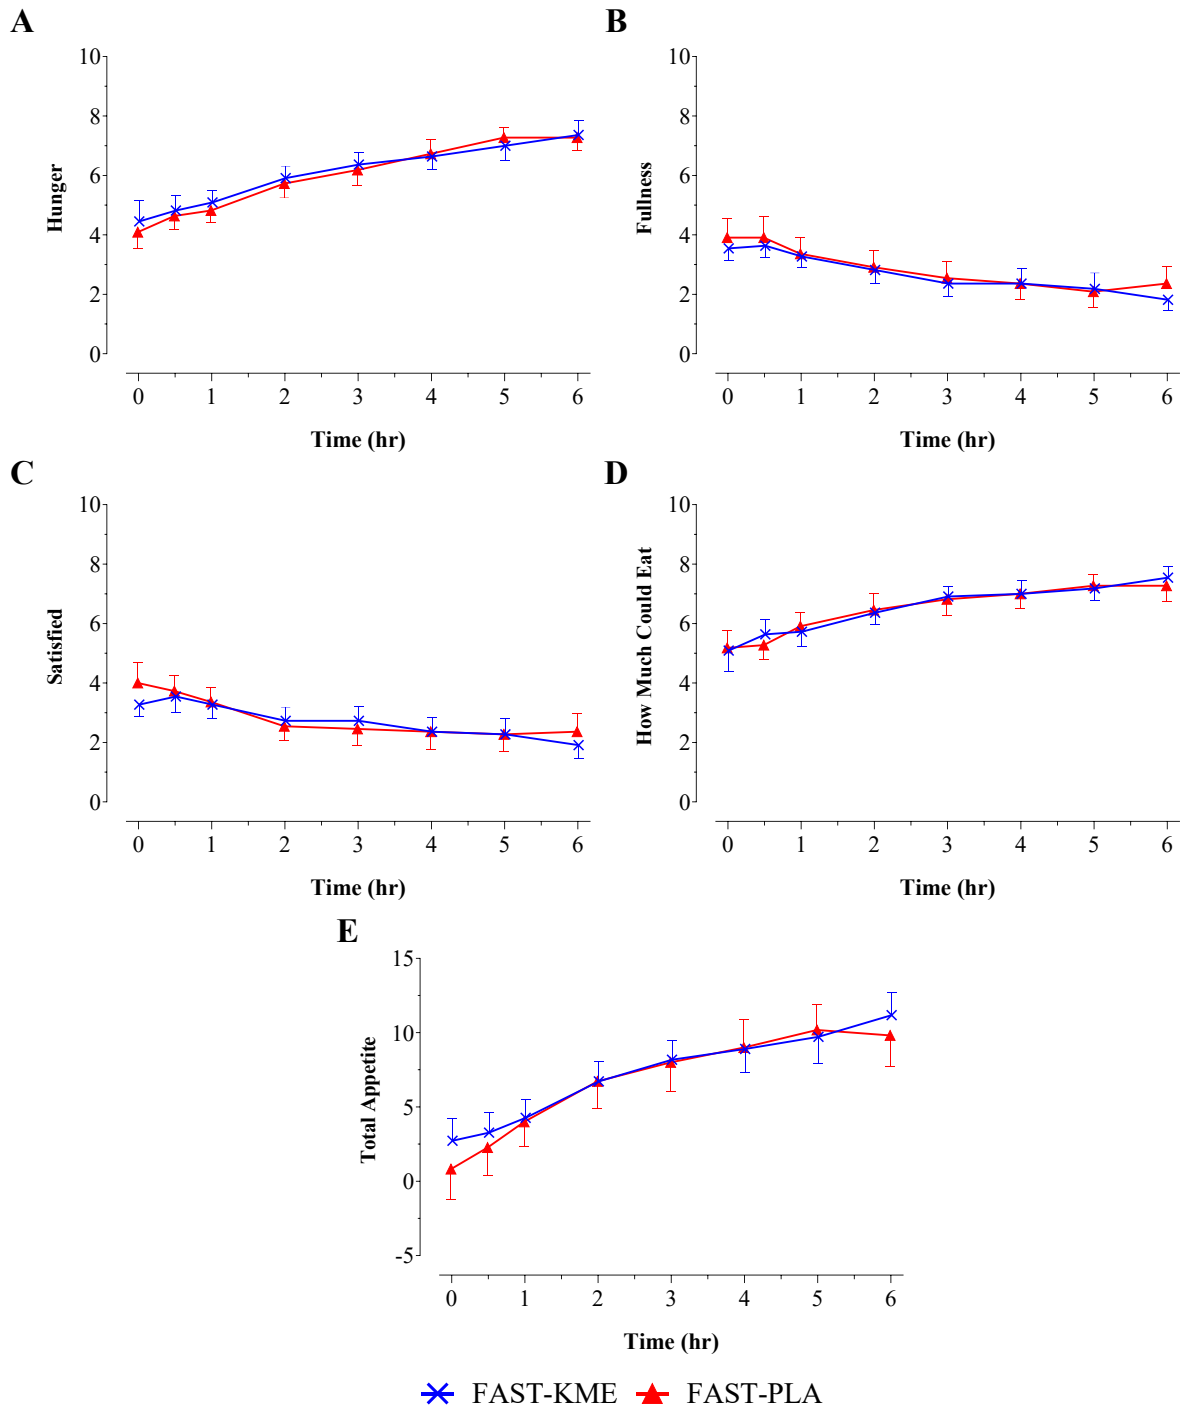 A
B
10
8
6
4
2
0
Hunger
0 1 2 3 4 5 6
Time (hr)
10
8
6
4
2
0
Fullness
0 1 2 3 4 5 6
Time (hr)
C
D
10
8
6
4
2
0
Satisfied
0 1 2 3 4 5 6
Time (hr)
10
8
6
4
2
0
How Much Could Eat
0 1 2 3 4 5 6
Time (hr)
E
15
10
5
0
-5
Total Appetite
0 1 2 3 4 5 6
Time (hr)
FAST-KME FAST-PLA